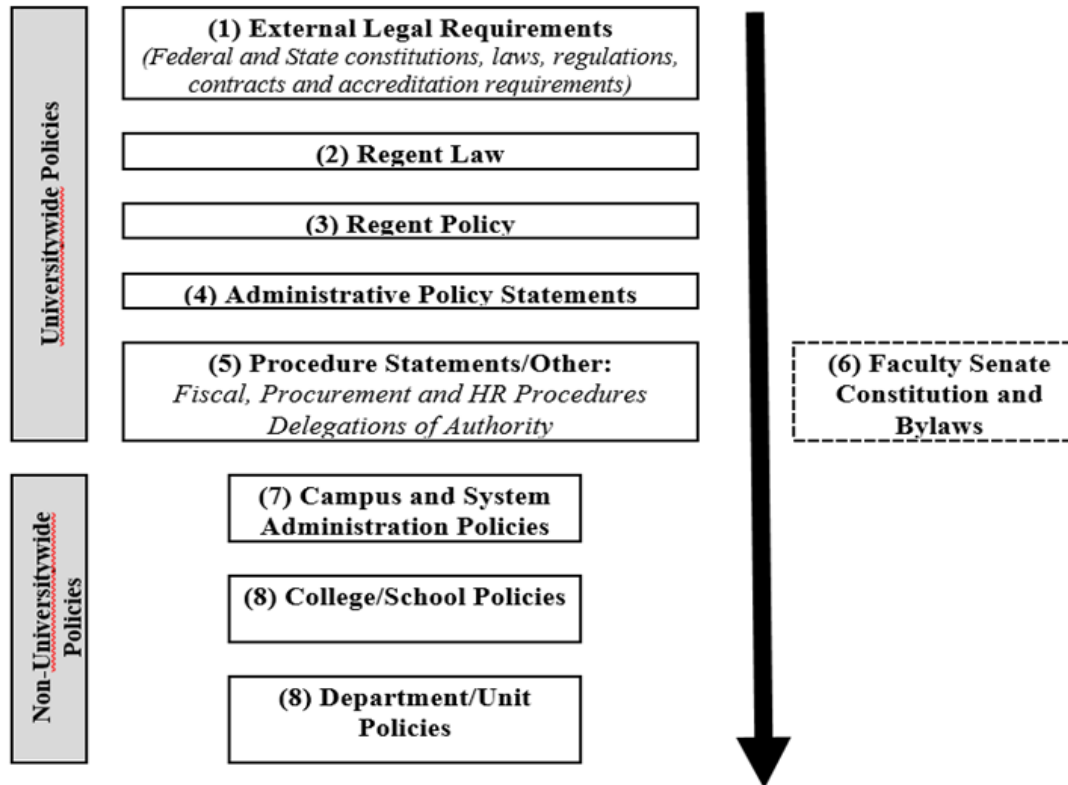 Universitywide Policies
(1) External Legal Requirements
(Federal and State constitutions, laws, regulations,
contracts and accreditation requirements)
(2) Regent Law
(3) Regent Policy
(4) Administrative Policy Statements
(5) Procedure Statements/Other:
Fiscal, Procurement and HR Procedures
Delegations of Authority
(6) Faculty Senate
Constitution and
Bylaws
Non-Universitywide
Policies
(7) Campus and System
Administration Policies
(8) College/School Policies
(8) Department/Unit
Policies